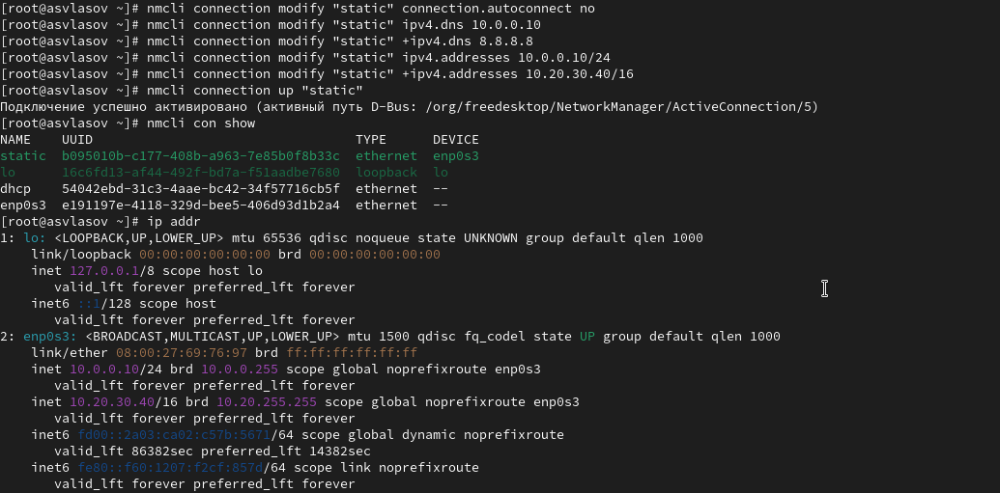 [root@asvlasov ~]# nmcli connection modify "static" connection.autoconnect no
[root@asvlasov ~]# nmcli connection modify "static" ipv4.dns 10.0.0.10
[root@asvlasov ~]# nmcli connection modify "static" +ipv4.dns 8.8.8.8
[root@asvlasov ~]# nmcli connection modify "static" ipv4.addresses 10.0.0.10/24
[root@asvlasov ~]# nmcli connection modify "static" +ipv4.addresses 10.20.30.40/16
[root@asvlasov ~]# nmcli connection up "static"
Подключение успешно активировано (активный путь D-Bus: /org/freedesktop/NetworkManager/ActiveConnection/5)
[root@asvlasov ~]# nmcli con show
NAME    UUID                                  TYPE      DEVICE
static  b095010b-c177-408b-a963-7e85b0f8b33c  ethernet  enp0s3
lo      16c6fd13-af44-492f-bd7a-f51aadbe7680  loopback  lo
dhcp    54042ebd-31c3-4aae-bc42-34f57716cb5f  ethernet  --
enp0s3  e191197e-4118-329d-bee5-406d93d1b2a4  ethernet  --
[root@asvlasov ~]# ip addr
1: lo: <LOOPBACK,UP,LOWER_UP> mtu 65536 qdisc noqueue state UNKNOWN group default qlen 1000
    link/loopback 00:00:00:00:00:00 brd 00:00:00:00:00:00
    inet 127.0.0.1/8 scope host lo
       valid_lft forever preferred_lft forever
    inet6 ::1/128 scope host
       valid_lft forever preferred_lft forever
2: enp0s3: <BROADCAST,MULTICAST,UP,LOWER_UP> mtu 1500 qdisc fq_codel state UP group default qlen 1000
    link/ether 08:00:27:69:76:97 brd ff:ff:ff:ff:ff:ff
    inet 10.0.0.10/24 brd 10.0.0.255 scope global noprefixroute enp0s3
       valid_lft forever preferred_lft forever
    inet 10.20.30.40/16 brd 10.20.255.255 scope global noprefixroute enp0s3
       valid_lft forever preferred_lft forever
    inet6 fd00::2a03:ca02:c57b:5671/64 scope global dynamic noprefixroute
       valid_lft 86382sec preferred_lft 14382sec
    inet6 fe80::f60:1207:f2cf:857d/64 scope link noprefixroute
       valid_lft forever preferred_lft forever